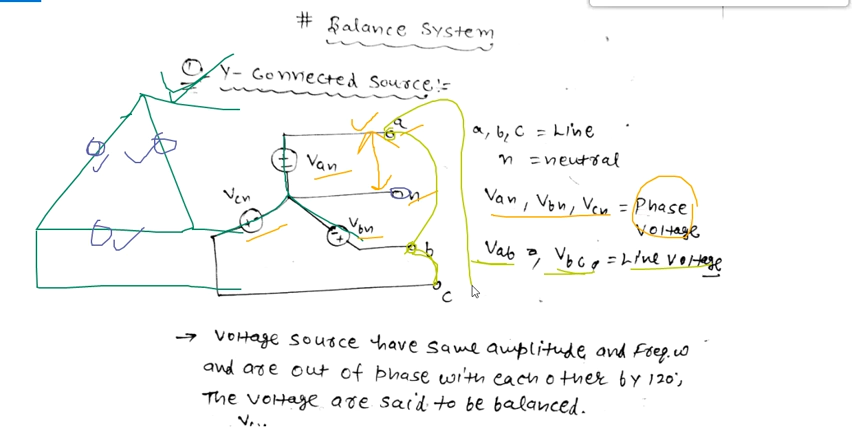 # Balance System
① Y- Connected Source:-
a
Van
n
Vcn
Vbn
b
c
a, b, c = Line
n = neutral
Van, Vbn, Vcn = Phase
Voltage
Vab , Vbc , = Line Voltage
→ Voltage source have same amplitude and Freq. ω
and are out of phase with each other by 120°,
The voltage are said to be balanced.